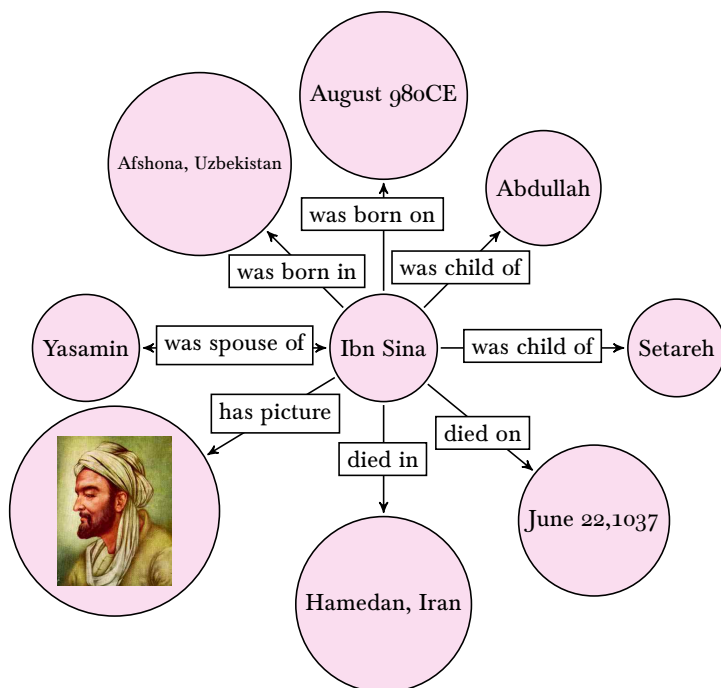 August 980CE
Afshona, Uzbekistan
Abdullah
was born on
was born in
was child of
Yasamin
was spouse of
Ibn Sina
was child of
Setareh
has picture
died in
died on
June 22,1037
Hamedan, Iran